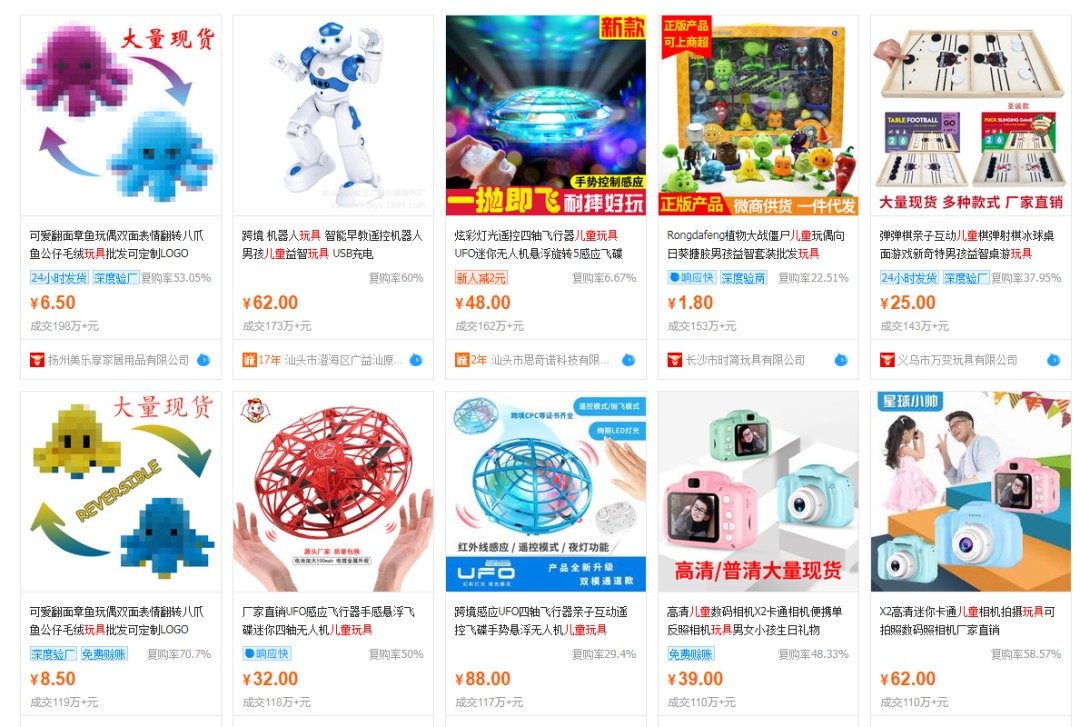 大量现货
可爱翻面章鱼玩偶双面表情翻转八爪
鱼公仔毛绒玩具批发可定制LOGO
24小时发货 深度验厂 复购率53.05%
¥6.50
成交198万+元
扬州美乐享家居用品有限公司
跨境 机器人玩具 智能早教遥控机器人
男孩儿童益智玩具 USB充电
复购率60%
¥62.00
成交173万+元
17年 汕头市澄海区广益汕原...
新款
手势控制感应
一抛即飞 耐摔好玩
炫彩灯光遥控四轴飞行器儿童玩具
UFO迷你无人机悬浮旋转5感应飞碟
新人减2元 复购率6.67%
¥48.00
成交162万+元
2年 汕头市思奇诺科技有限...
正版产品
可上商超
正版产品 微商供货 一件代发
Rongdafeng植物大战僵尸儿童玩偶向
日葵搪胶男孩益智套装批发玩具
响应快 深度验商 复购率22.51%
¥1.80
成交153万+元
长沙市时简玩具有限公司
圣诞款
TABLE FOOTBALL
PUCK SLINGING GAME
大量现货 多种款式 厂家直销
弹弹棋亲子互动儿童棋弹射棋冰球桌
面游戏新奇特男孩益智桌游玩具
24小时发货 深度验厂 复购率37.95%
¥25.00
成交143万+元
义乌市万变玩具有限公司
大量现货
REVERSIBLE
可爱翻面章鱼玩偶双面表情翻转八爪
鱼公仔毛绒玩具批发可定制LOGO
深度验厂 免费赊账 复购率70.7%
¥8.50
成交119万+元
源头厂家 质量包换
电池加大100mah 电镀金属外观
厂家直销UFO感应飞行器手感悬浮飞
碟迷你四轴无人机儿童玩具
响应快 复购率50%
¥32.00
成交118万+元
跨境CPC等证书齐全
遥控模式/抛飞模式
绚丽LED灯光
红外线感应 / 遥控模式 / 夜灯功能
UFO
产品全新升级
双模通道款
跨境感应UFO四轴飞行器亲子互动遥
控飞碟手势悬浮无人机儿童玩具
复购率29.4%
¥88.00
成交117万+元
高清/普清大量现货
高清儿童数码相机X2卡通相机便携单
反照相机玩具男女小孩生日礼物
免费赊账 复购率48.33%
¥39.00
成交110万+元
星球小帅
X2高清迷你卡通儿童相机拍摄玩具可
拍照数码照相机厂家直销
复购率58.57%
¥62.00
成交110万+元